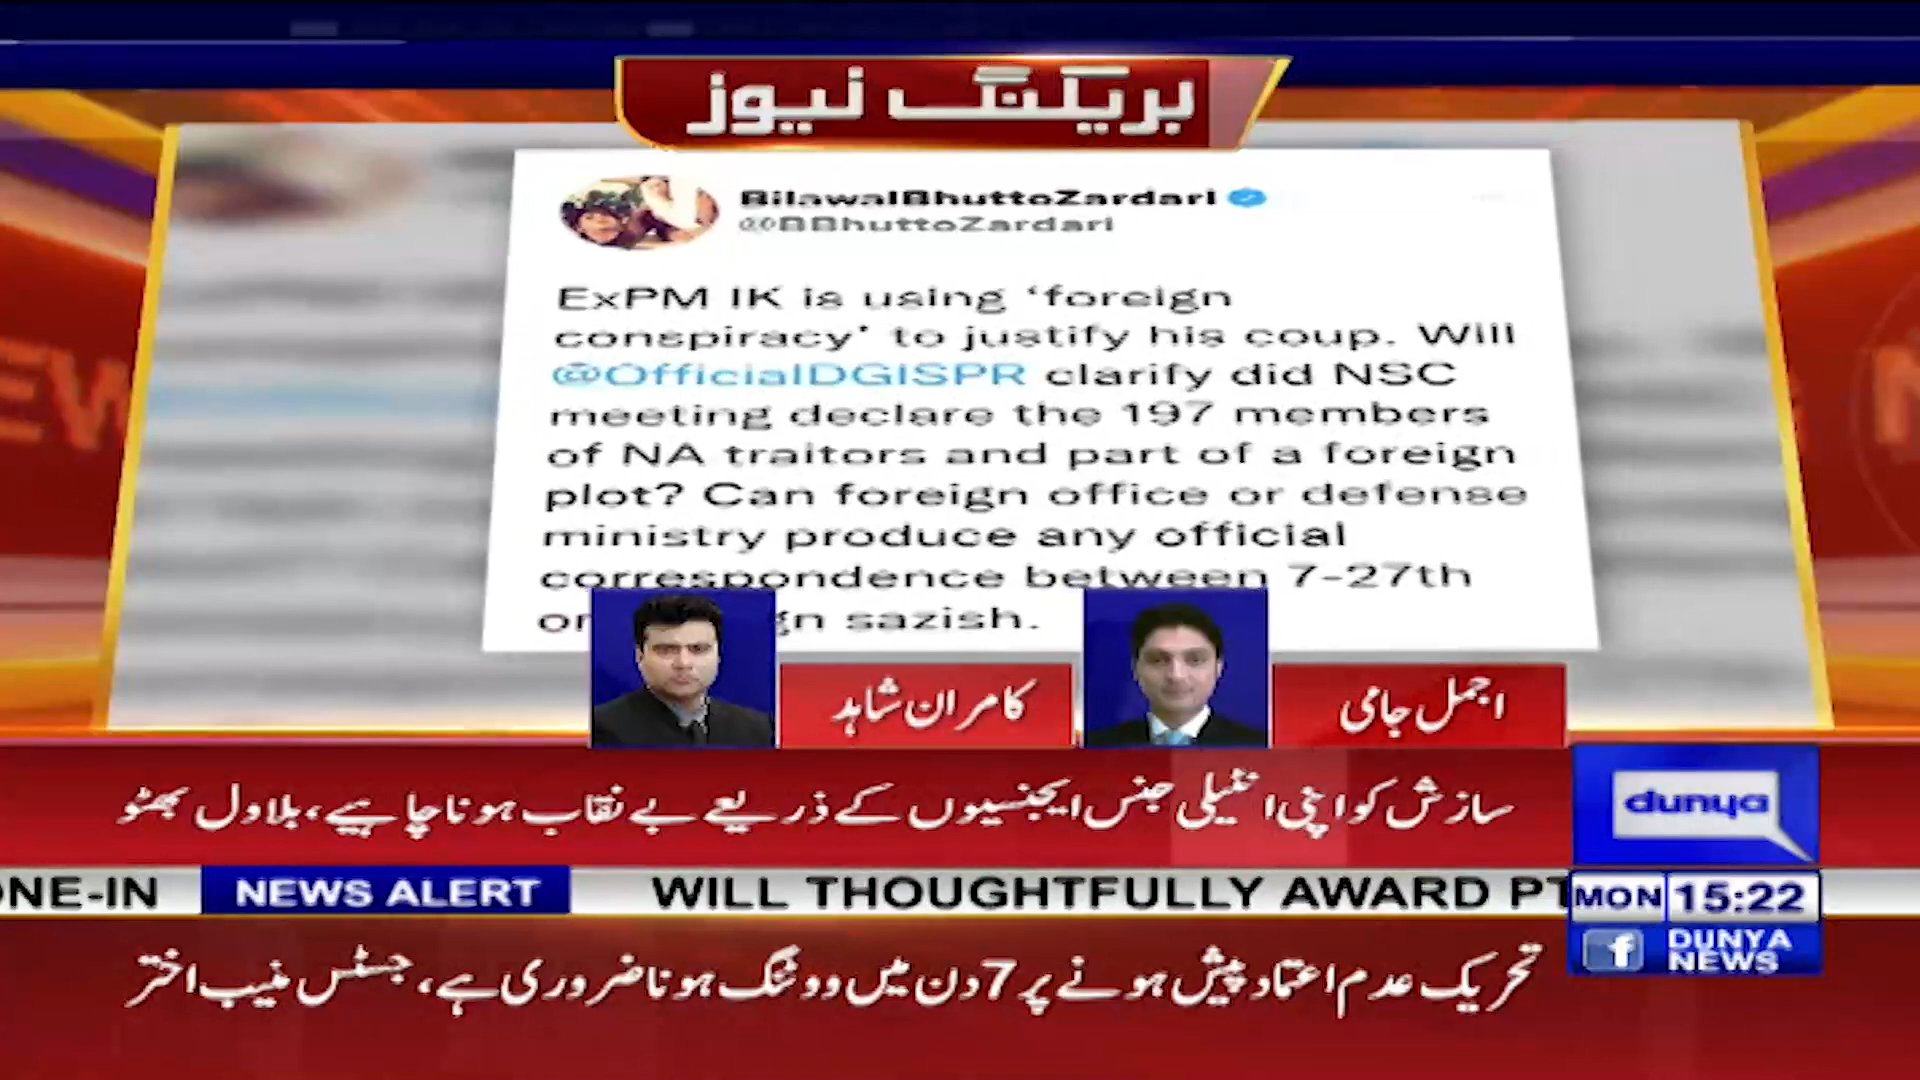 بریکنگ نیوز
BilawalBhuttoZardari
@BBhuttoZardari
ExPM IK is using ‘foreign
conspiracy’ to justify his coup. Will
@OfficialDGISPR clarify did NSC
meeting declare the 197 members
of NA traitors and part of a foreign
plot? Can foreign office or defense
ministry produce any official
correspondence between 7-27th
sazish.
کامران شاہد
اجمل جامی
سازش کو اپنی انٹیلی جنس ایجنسیوں کے ذریعے بے نقاب ہونا چاہیے، بلاول بھٹو
dunya
ONE-IN
NEWS ALERT
WILL THOUGHTFULLY AWARD PT
MON 15:22
DUNYA
NEWS
تحریک عدم اعتماد پیش ہونے پر 7 دن میں ووٹنگ ہونا ضروری ہے، جسٹس منیب اختر